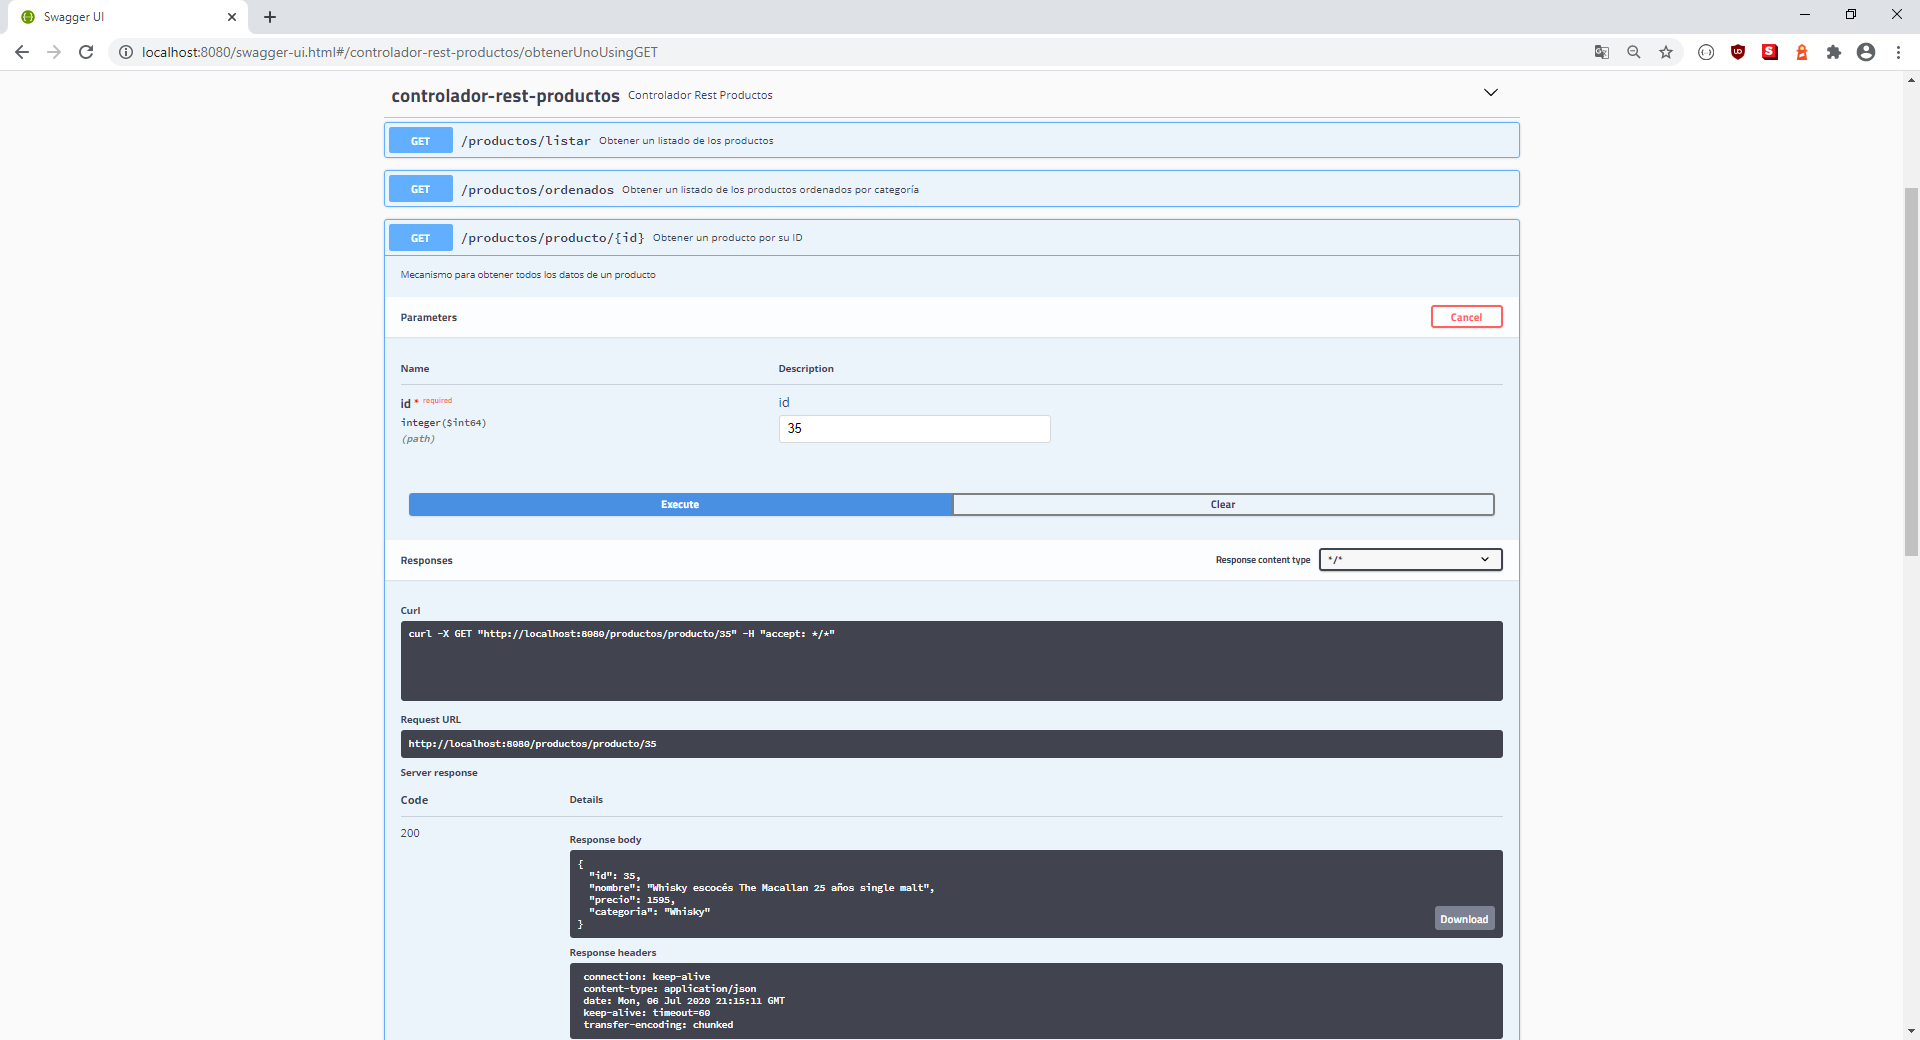 Swagger UI
localhost:8080/swagger-ui.html#/controlador-rest-productos/obtenerUnoUsingGET
controlador-rest-productos Controlador Rest Productos
GET /productos/listar Obtener un listado de los productos
GET /productos/ordenados Obtener un listado de los productos ordenados por categoría
GET /productos/producto/{id} Obtener un producto por su ID
Mecanismo para obtener todos los datos de un producto
Parameters Cancel
Name Description
id * required id
integer($int64) 35
(path)
Execute Clear
Responses Response content type */*
Curl
curl -X GET "http://localhost:8080/productos/producto/35" -H "accept: */*"
Request URL
http://localhost:8080/productos/producto/35
Server response
Code Details
200
Response body
{
"id": 35,
"nombre": "Whisky escocés The Macallan 25 años single malt",
"precio": 1595,
"categoria": "Whisky"
}
Download
Response headers
connection: keep-alive
content-type: application/json
date: Mon, 06 Jul 2020 21:15:11 GMT
keep-alive: timeout=60
transfer-encoding: chunked